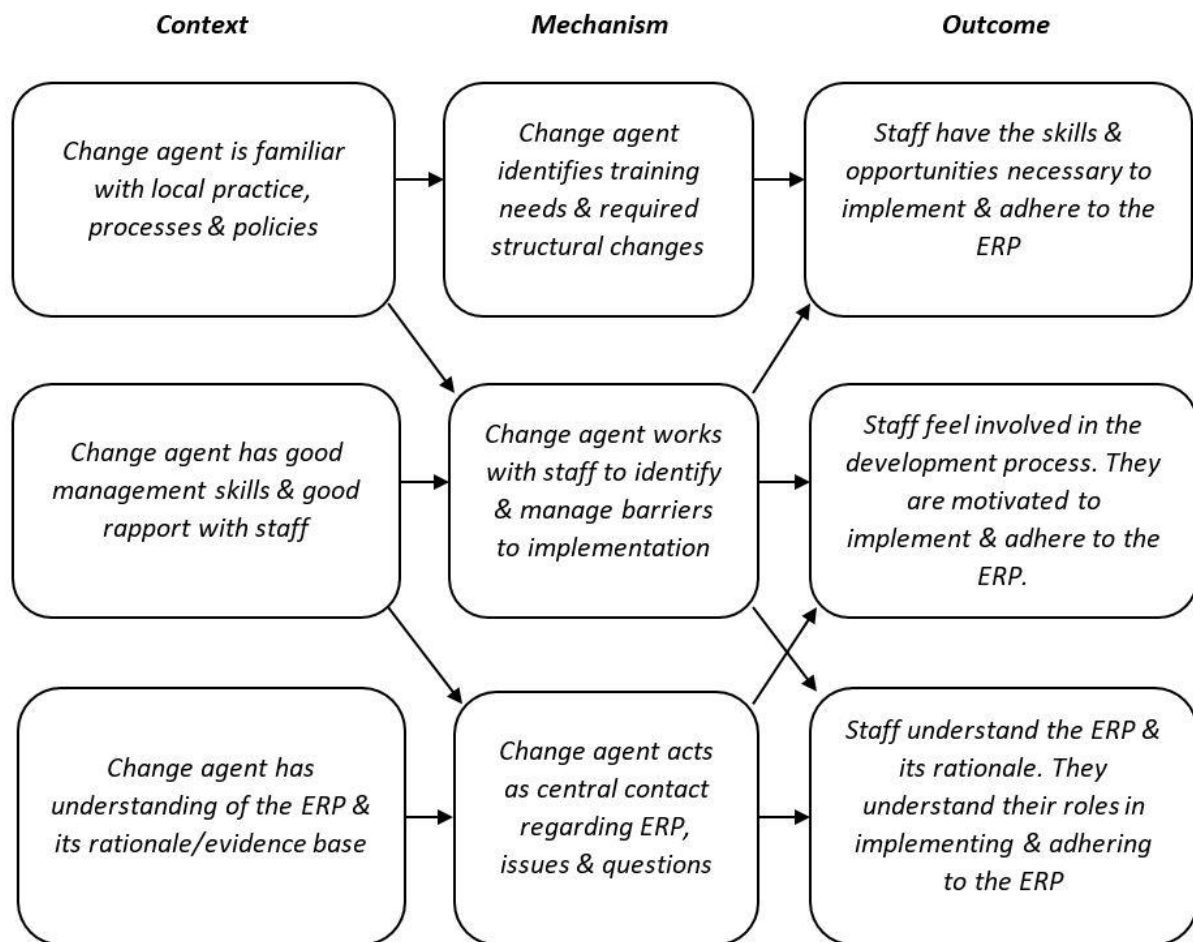 Context
Mechanism
Outcome
Change agent is familiar
with local practice,
processes & policies
Change agent
identifies training
needs & required
structural changes
Staff have the skills &
opportunities necessary to
implement & adhere to the
ERP
Change agent has good
management skills & good
rapport with staff
Change agent works
with staff to identify
& manage barriers
to implementation
Staff feel involved in the
development process. They
are motivated to
implement & adhere to the
ERP.
Change agent has
understanding of the ERP &
its rationale/evidence base
Change agent acts
as central contact
regarding ERP,
issues & questions
Staff understand the ERP &
its rationale. They
understand their roles in
implementing & adhering
to the ERP